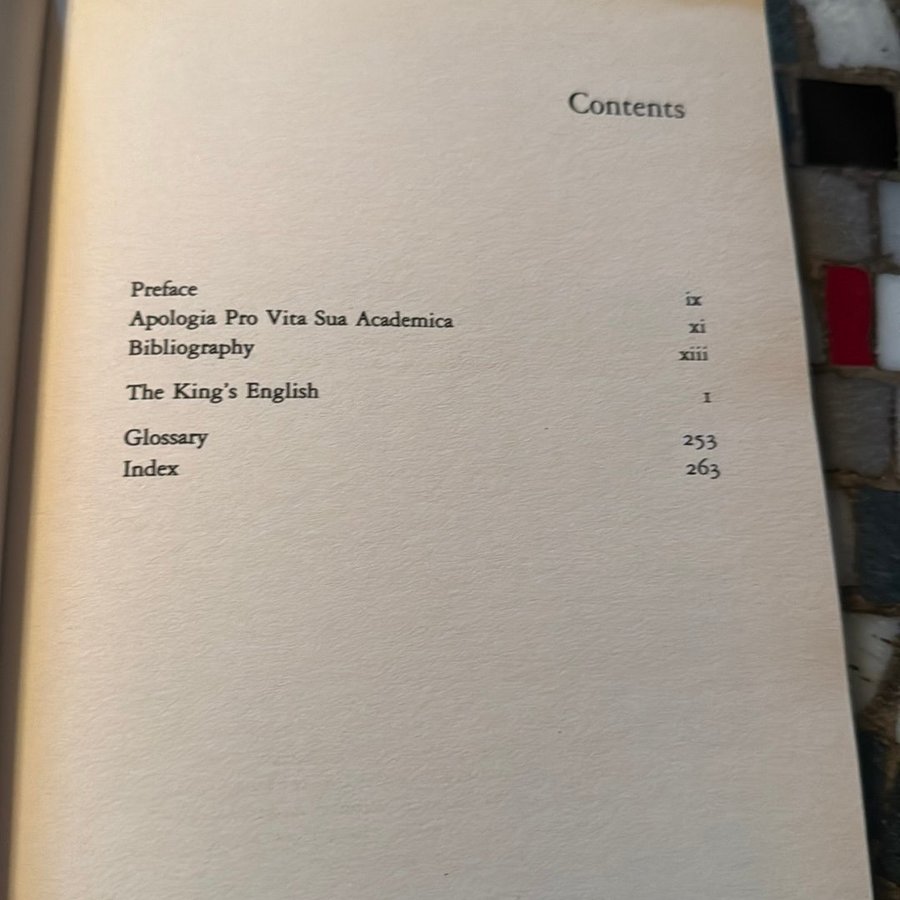 Contents
Preface ix
Apologia Pro Vita Sua Academica xi
Bibliography xiii
The King's English 1
Glossary 253
Index 263